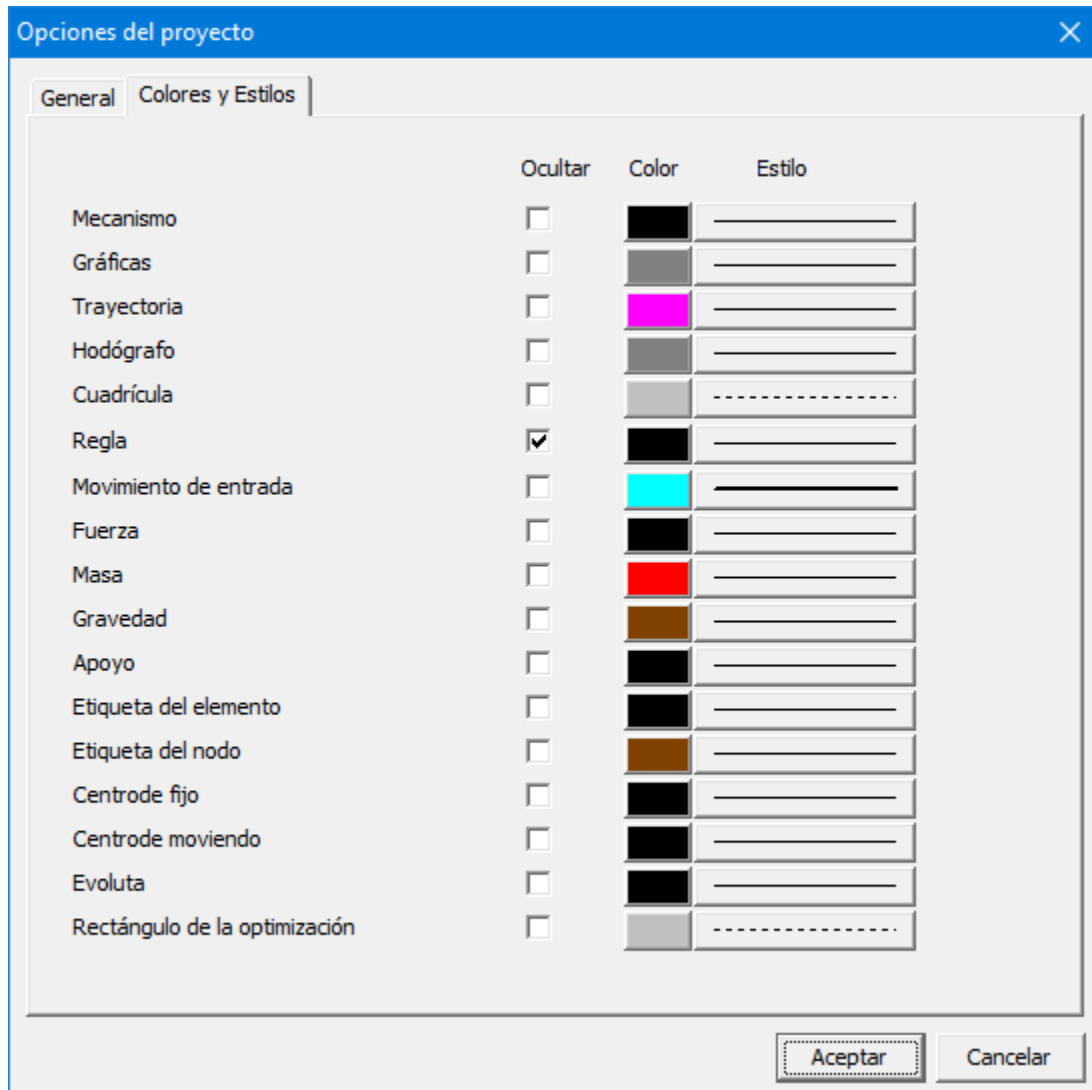 Opciones del proyecto
General Colores y Estilos
Ocultar Color Estilo
Mecanismo
Gráficas
Trayectoria
Hodógrafo
Cuadrícula
Regla
Movimiento de entrada
Fuerza
Masa
Gravedad
Apoyo
Etiqueta del elemento
Etiqueta del nodo
Centrode fijo
Centrode moviendo
Evoluta
Rectángulo de la optimización
Aceptar Cancelar